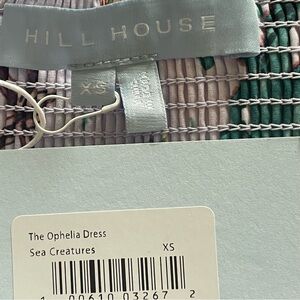 HILL HOUSE
XS
The Ophelia Dress
Sea Creatures XS
1 00610 03267 2